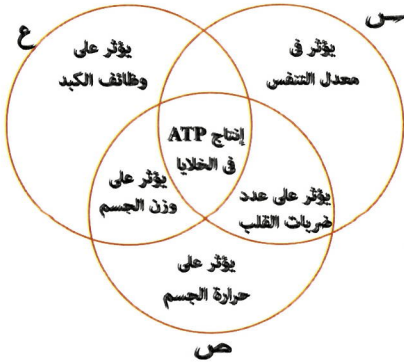 س
ع
يؤثر فى
معدل التنفس
يؤثر على
وظائف الكبد
إنتاج ATP
فى الخلايا
يؤثر على عدد
ضربات القلب
يؤثر على
وزن الجسم
يؤثر على
حرارة الجسم
ص